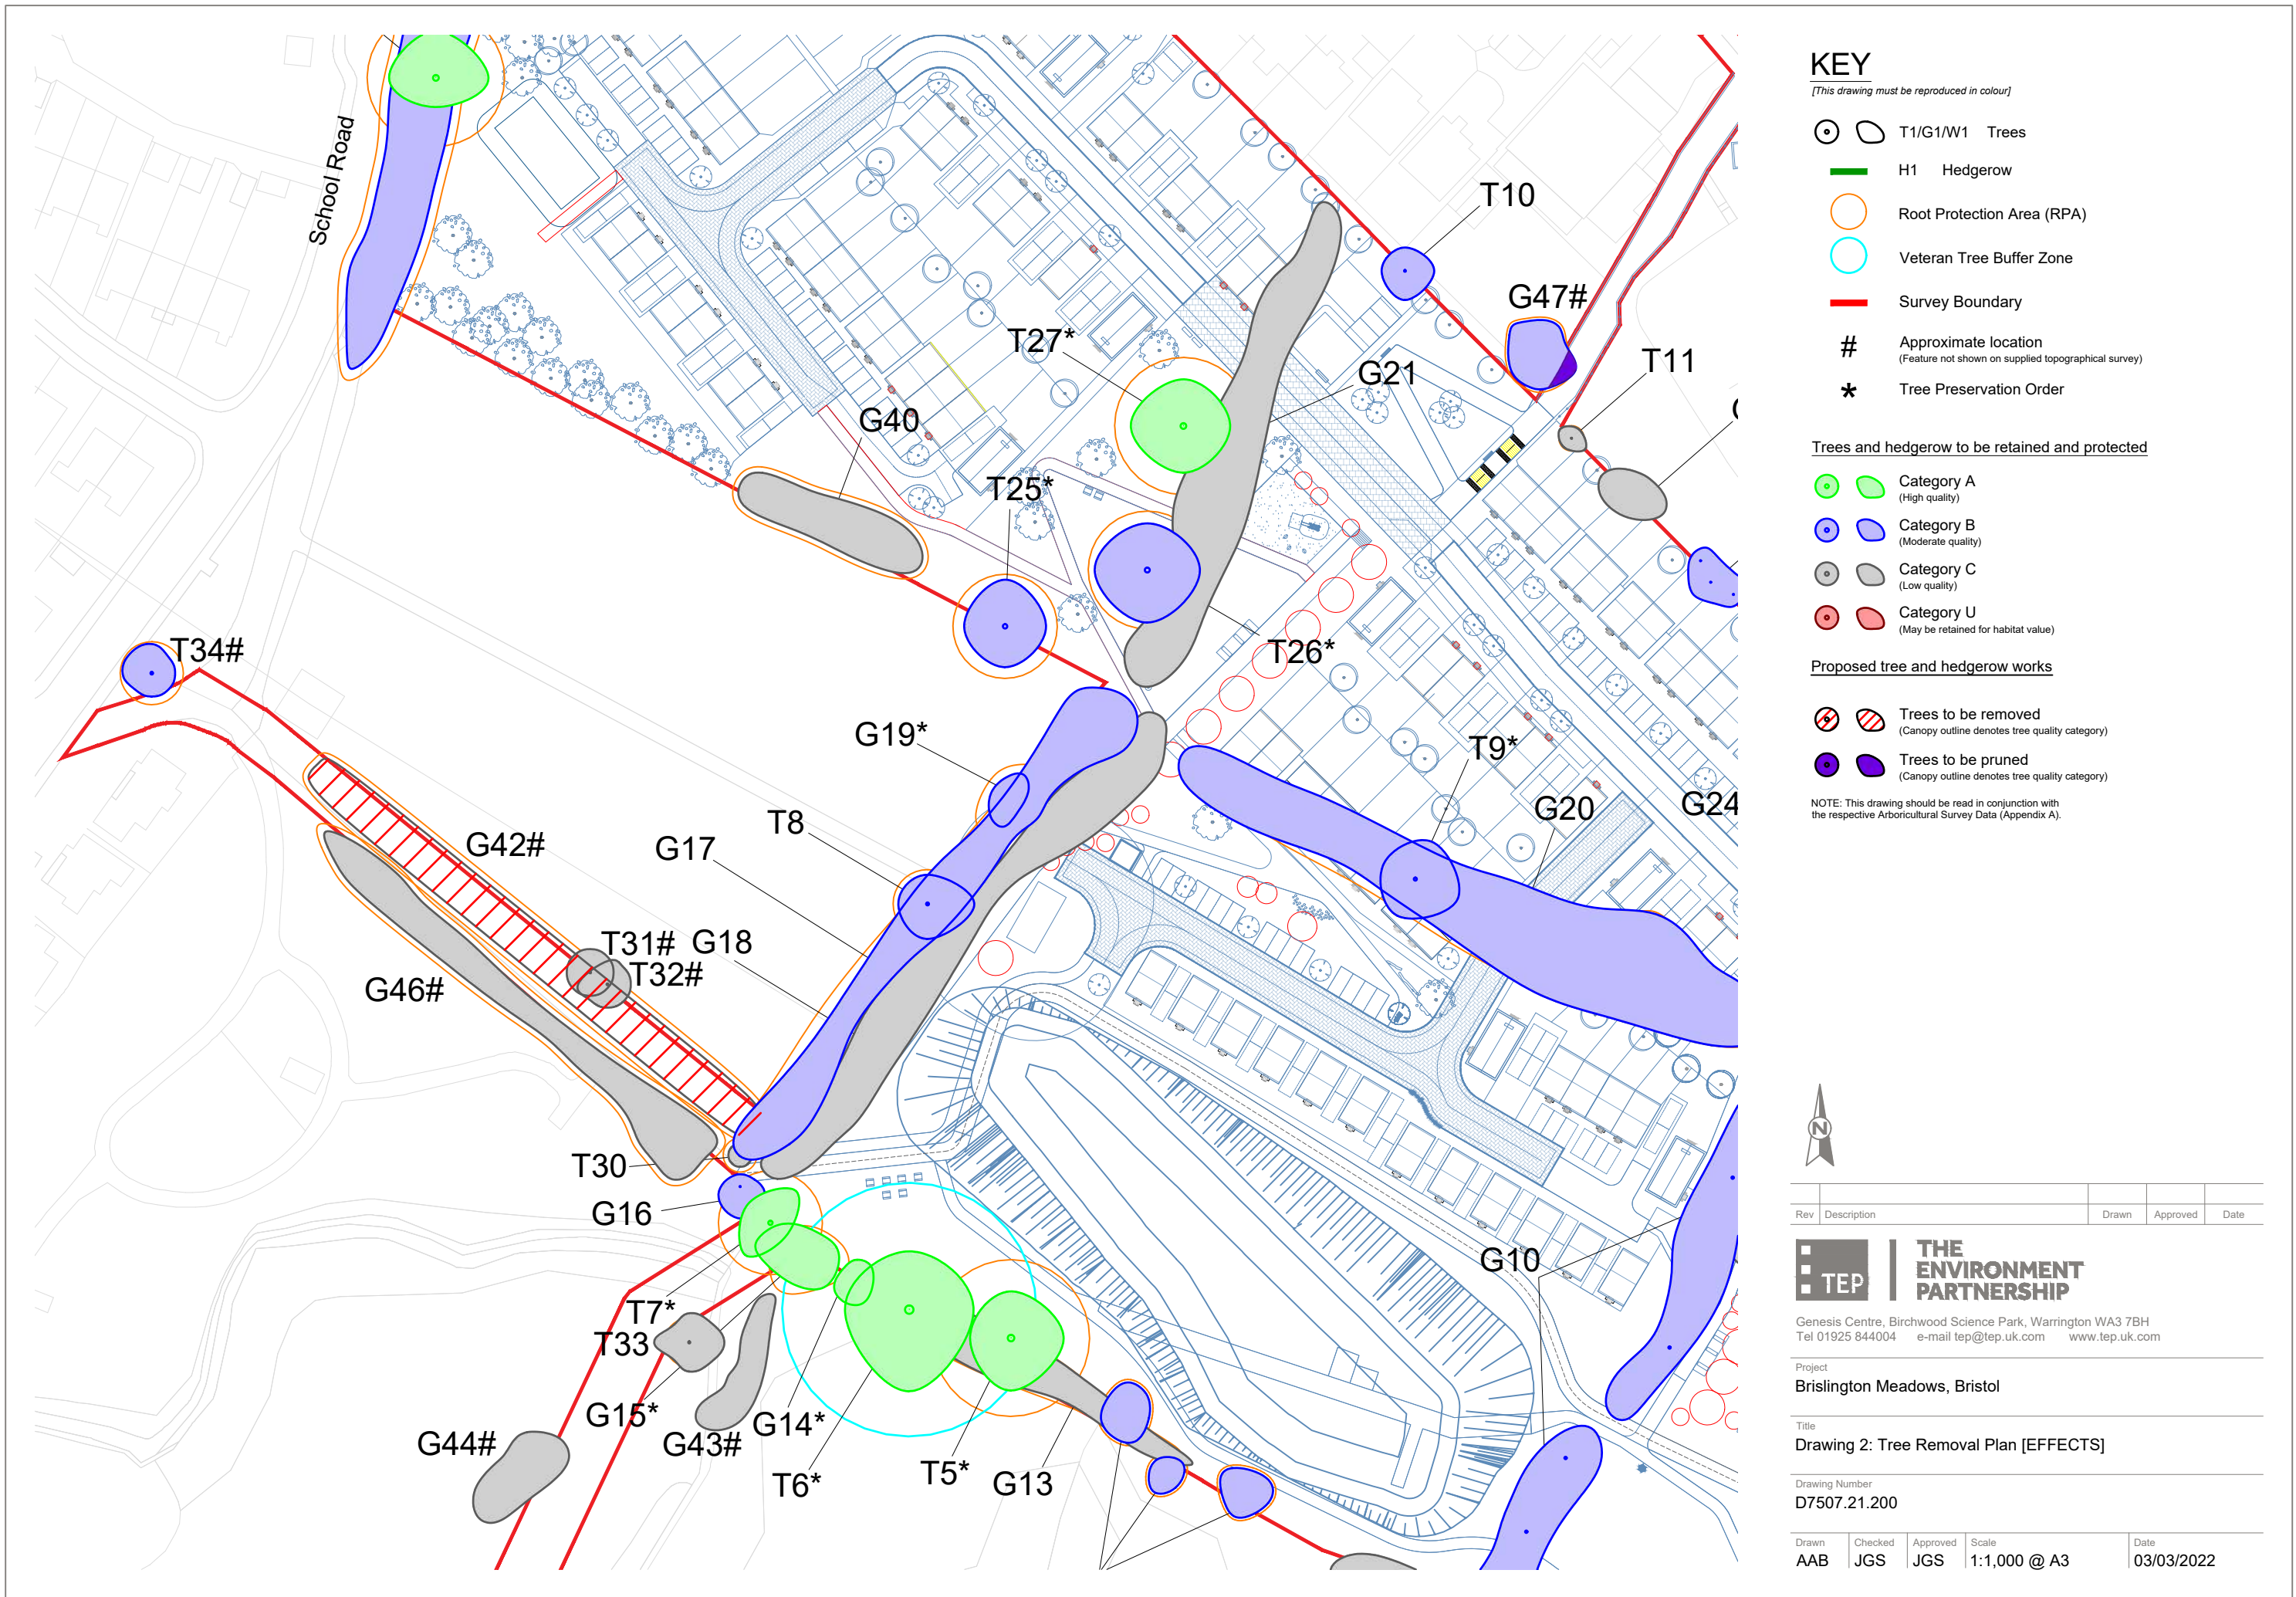 School Road
T10
G47#
T27*
G21
T11
G40
T25*
T34#
T26*
G19*
T9*
G20
G24
T8
G42#
G17
T31#
G18
T32#
G46#
T30
G16
G10
T7*
T33
G15*
G14*
G43#
G44#
T6*
T5*
G13
KEY
[This drawing must be reproduced in colour]
T1/G1/W1 Trees
H1 Hedgerow
Root Protection Area (RPA)
Veteran Tree Buffer Zone
Survey Boundary
# Approximate location
(Feature not shown on supplied topographical survey)
* Tree Preservation Order
Trees and hedgerow to be retained and protected
Category A
(High quality)
Category B
(Moderate quality)
Category C
(Low quality)
Category U
(May be retained for habitat value)
Proposed tree and hedgerow works
Trees to be removed
(Canopy outline denotes tree quality category)
Trees to be pruned
(Canopy outline denotes tree quality category)
NOTE: This drawing should be read in conjunction with
the respective Arboricultural Survey Data (Appendix A).
N
Rev Description Drawn Approved Date
TEP
THE
ENVIRONMENT
PARTNERSHIP
Genesis Centre, Birchwood Science Park, Warrington WA3 7BH
Tel 01925 844004 e-mail tep@tep.uk.com www.tep.uk.com
Project
Brislington Meadows, Bristol
Title
Drawing 2: Tree Removal Plan [EFFECTS]
Drawing Number
D7507.21.200
Drawn Checked Approved Scale Date
AAB JGS JGS 1:1,000 @ A3 03/03/2022